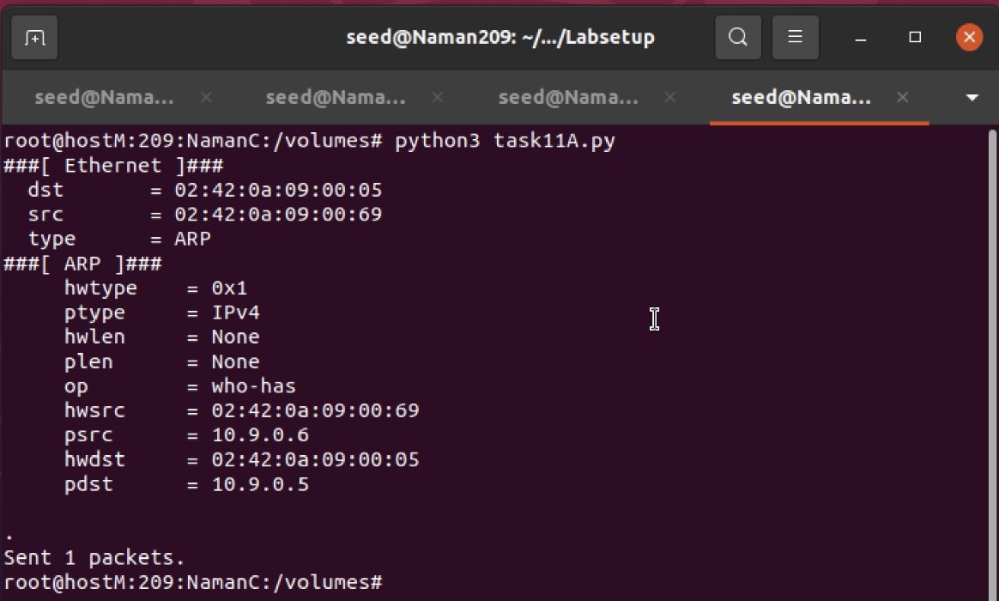 seed@Naman209: ~/.../Labsetup
seed@Nama... seed@Nama... seed@Nama... seed@Nama...
root@hostM:209:NamanC:/volumes# python3 task11A.py
###[ Ethernet ]###
  dst       = 02:42:0a:09:00:05
  src       = 02:42:0a:09:00:69
  type      = ARP
###[ ARP ]###
     hwtype    = 0x1
     ptype     = IPv4
     hwlen     = None
     plen      = None
     op        = who-has
     hwsrc     = 02:42:0a:09:00:69
     psrc      = 10.9.0.6
     hwdst     = 02:42:0a:09:00:05
     pdst      = 10.9.0.5
.
Sent 1 packets.
root@hostM:209:NamanC:/volumes#